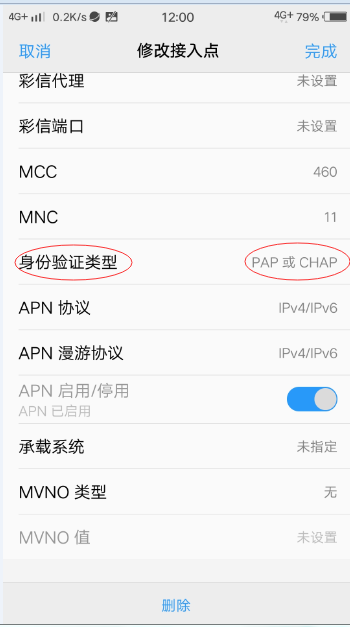 4G+ 0.2K/s 12:00 4G+ 79%
取消 修改接入点 完成
彩信代理 未设置
彩信端口 未设置
MCC 460
MNC 11
身份验证类型 PAP 或 CHAP
APN 协议 IPv4/IPv6
APN 漫游协议 IPv4/IPv6
APN 启用/停用
APN 已启用
承载系统 未指定
MVNO 类型 无
MVNO 值 未设置
删除